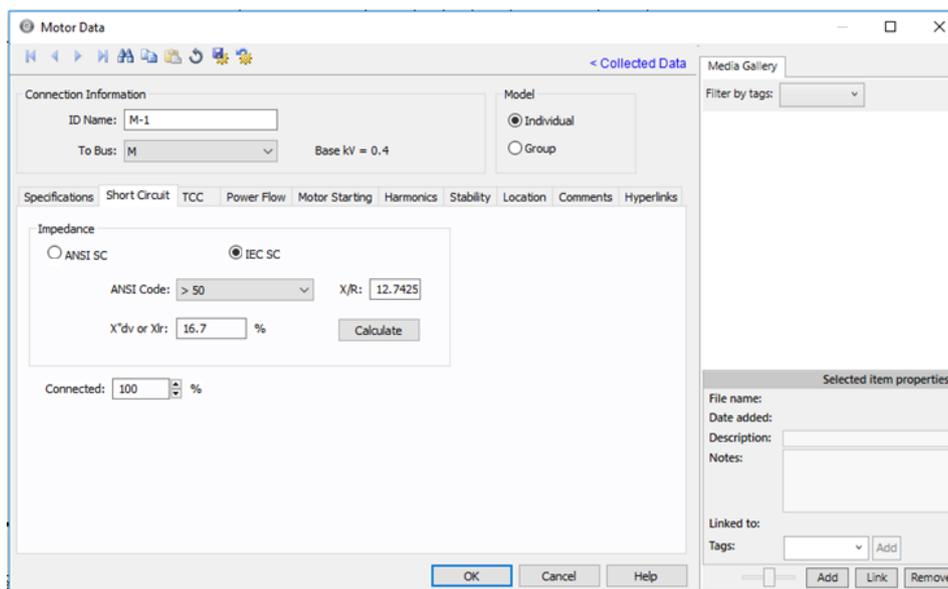 Motor Data
< Collected Data
Connection Information
ID Name: M-1
To Bus: M
Base kV = 0.4
Model
Individual
Group
Specifications Short Circuit TCC Power Flow Motor Starting Harmonics Stability Location Comments Hyperlinks
Impedance
ANSI SC
IEC SC
ANSI Code: > 50
X/R: 12.7425
X"dv or Xlr: 16.7 %
Calculate
Connected: 100 %
OK Cancel Help
Media Gallery
Filter by tags:
Selected item properties
File name:
Date added:
Description:
Notes:
Linked to:
Tags:
Add
Add Link Remove